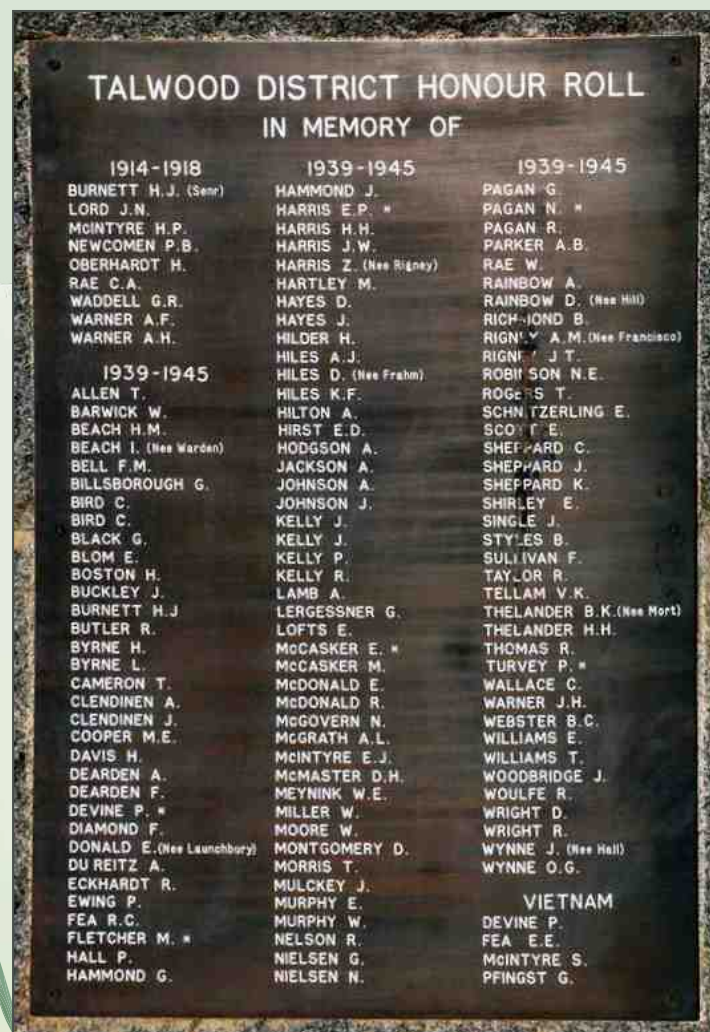 TALWOOD DISTRICT HONOUR ROLL
IN MEMORY OF
1914-1918
BURNETT H.J. (Senr)
LORD J.N.
McINTYRE H.P.
NEWCOMEN P.B.
OBERHARDT H.
RAE C.A.
WADDELL G.R.
WARNER A.F.
WARNER A.H.
1939-1945
ALLEN T.
BARWICK W.
BEACH H.M.
BEACH I. (Nee Warden)
BELL F.M.
BILLSBOROUGH G.
BIRD C.
BIRD C.
BLACK G.
BLOM E.
BOSTON H.
BUCKLEY J.
BURNETT H.J
BUTLER R.
BYRNE H.
BYRNE L.
CAMERON T.
CLENDINEN A.
CLENDINEN J.
COOPER M.E.
DAVIS H.
DEARDEN A.
DEARDEN F.
DEVINE P. *
DIAMOND F.
DONALD E.(Nee Launchbury)
DU REITZ A.
ECKHARDT R.
EWING P.
FEA R.C.
FLETCHER M. *
HALL P.
HAMMOND G.
1939-1945
HAMMOND J.
HARRIS E.P. *
HARRIS H.H.
HARRIS J.W.
HARRIS Z. (Nee Rigney)
HARTLEY M.
HAYES D.
HAYES J.
HILDER H.
HILES A.J.
HILES D. (Nee Frahm)
HILES K.F.
HILTON A.
HIRST E.D.
HODGSON A.
JACKSON A.
JOHNSON A.
JOHNSON J.
KELLY J.
KELLY J.
KELLY P.
KELLY R.
LAMB A.
LERGESSNER G.
LOFTS E.
McCASKER E. *
McCASKER M.
McDONALD E.
McDONALD R.
McGOVERN N.
McGRATH A.L.
McINTYRE E.J.
McMASTER D.H.
MEYNINK W.E.
MILLER W.
MOORE W.
MONTGOMERY D.
MORRIS T.
MULCKEY J.
MURPHY E.
MURPHY W.
NELSON R.
NIELSEN G.
NIELSEN N.
1939-1945
PAGAN G.
PAGAN N. *
PAGAN R.
PARKER A.B.
RAE W.
RAINBOW A.
RAINBOW D. (Nee Hill)
RICHMOND B.
RIGNEY A.M.(Nee Francisco)
RIGNEY J T.
ROBINSON N.E.
ROGERS T.
SCHNITZERLING E.
SCOTT E.
SHEPPARD C.
SHEPPARD J.
SHEPPARD K.
SHIRLEY E.
SINGLE J.
STYLES B.
SULLIVAN F.
TAYLOR R.
TELLAM V.K.
THELANDER B.K.(Nee Mort)
THELANDER H.H.
THOMAS R.
TURVEY P. *
WALLACE C.
WARNER J.H.
WEBSTER B.C.
WILLIAMS E.
WILLIAMS T.
WOODBRIDGE J.
WOULFE R.
WRIGHT D.
WRIGHT R.
WYNNE J. (Nee Hall)
WYNNE O.G.
VIETNAM
DEVINE P.
FEA E.E.
McINTYRE S.
PFINGST G.